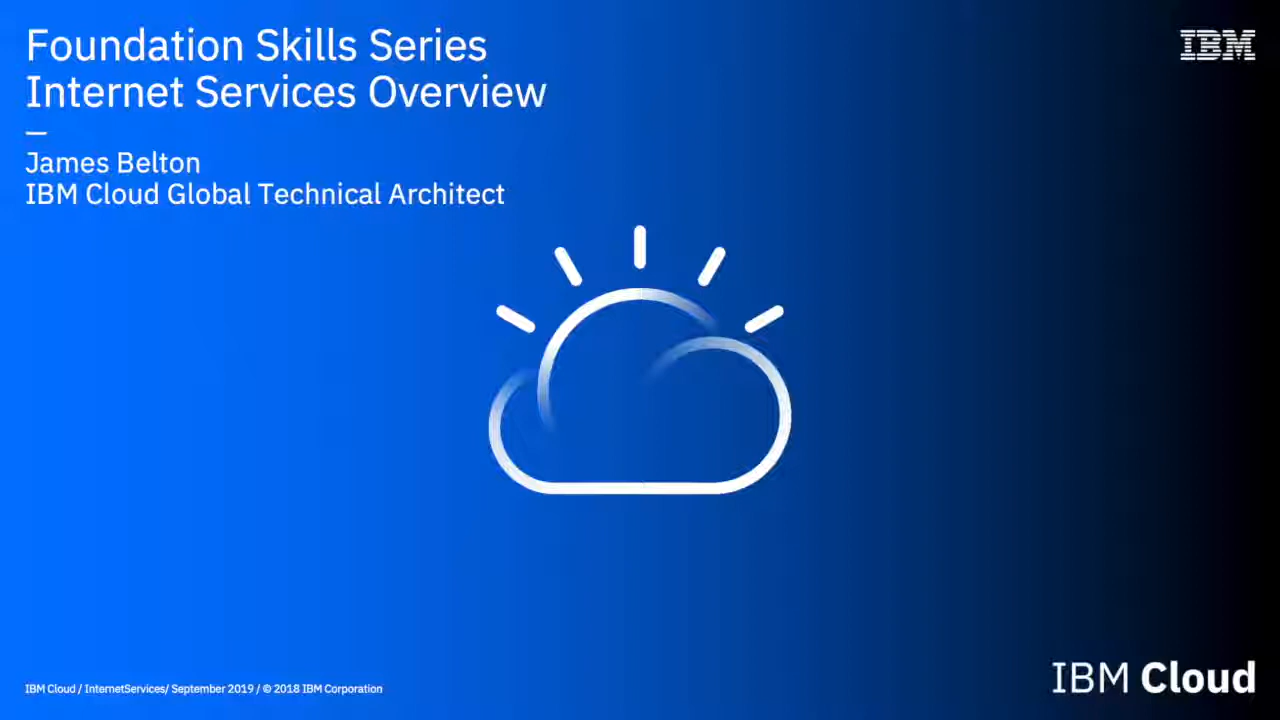 Foundation Skills Series
Internet Services Overview
James Belton
IBM Cloud Global Technical Architect
IBM
IBM Cloud / InternetServices/ September 2019 / © 2018 IBM Corporation
IBM Cloud